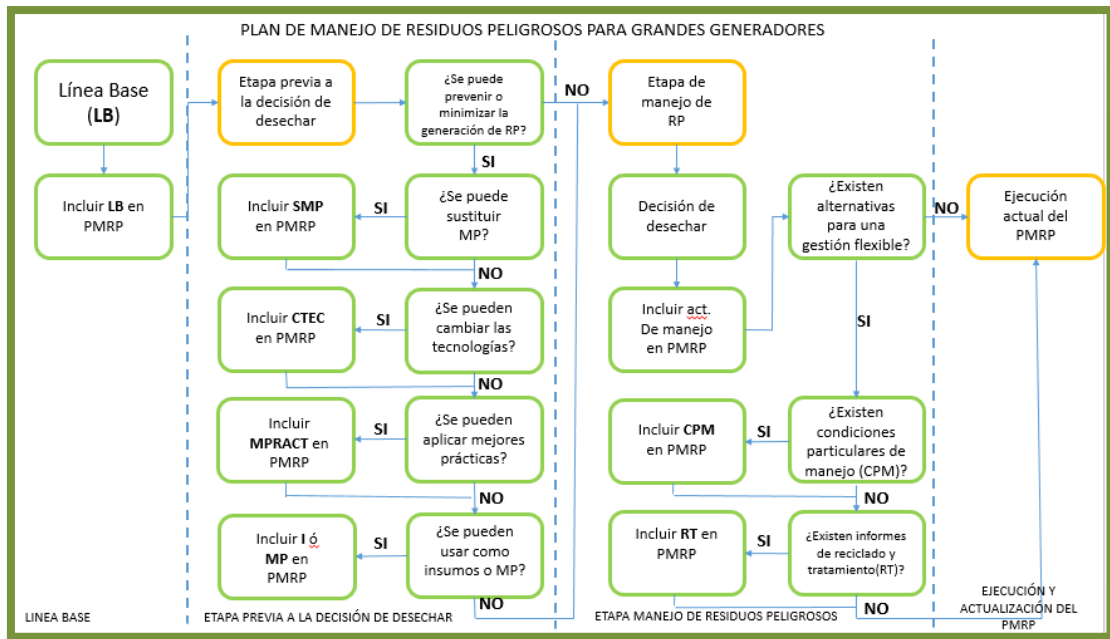 PLAN DE MANEJO DE RESIDUOS PELIGROSOS PARA GRANDES GENERADORES
Línea Base
(LB)
Incluir LB en
PMRP
Etapa previa a
la decisión de
desechar
¿Se puede
prevenir o
minimizar la
generación de RP?
NO
SI
Incluir SMP
en PMRP
SI
¿Se puede
sustituir
MP?
NO
Incluir CTEC
en PMRP
SI
¿Se pueden
cambiar las
tecnologías?
NO
Incluir
MPRACT en
PMRP
SI
¿Se pueden
aplicar mejores
prácticas?
NO
Incluir I ó
MP en
PMRP
SI
¿Se pueden
usar como
insumos o MP?
NO
Etapa de
manejo de
RP
Decisión de
desechar
Incluir act.
De manejo
en PMRP
¿Existen
alternativas
para una
gestión flexible?
NO
SI
Incluir CPM
en PMRP
SI
¿Existen
condiciones
particulares de
manejo (CPM)?
NO
Incluir RT en
PMRP
SI
¿Existen informes
de reciclado y
tratamiento(RT)?
NO
Ejecución
actual del
PMRP
LINEA BASE
ETAPA PREVIA A LA DECISIÓN DE DESECHAR
ETAPA MANEJO DE RESIDUOS PELIGROSOS
EJECUCIÓN Y
ACTUALIZACIÓN DEL
PMRP